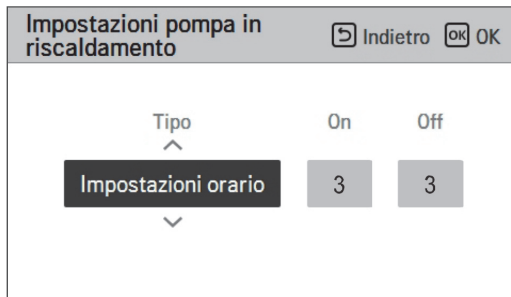 Impostazioni pompa in
riscaldamento
Indietro OK OK
Tipo On Off
Impostazioni orario 3 3